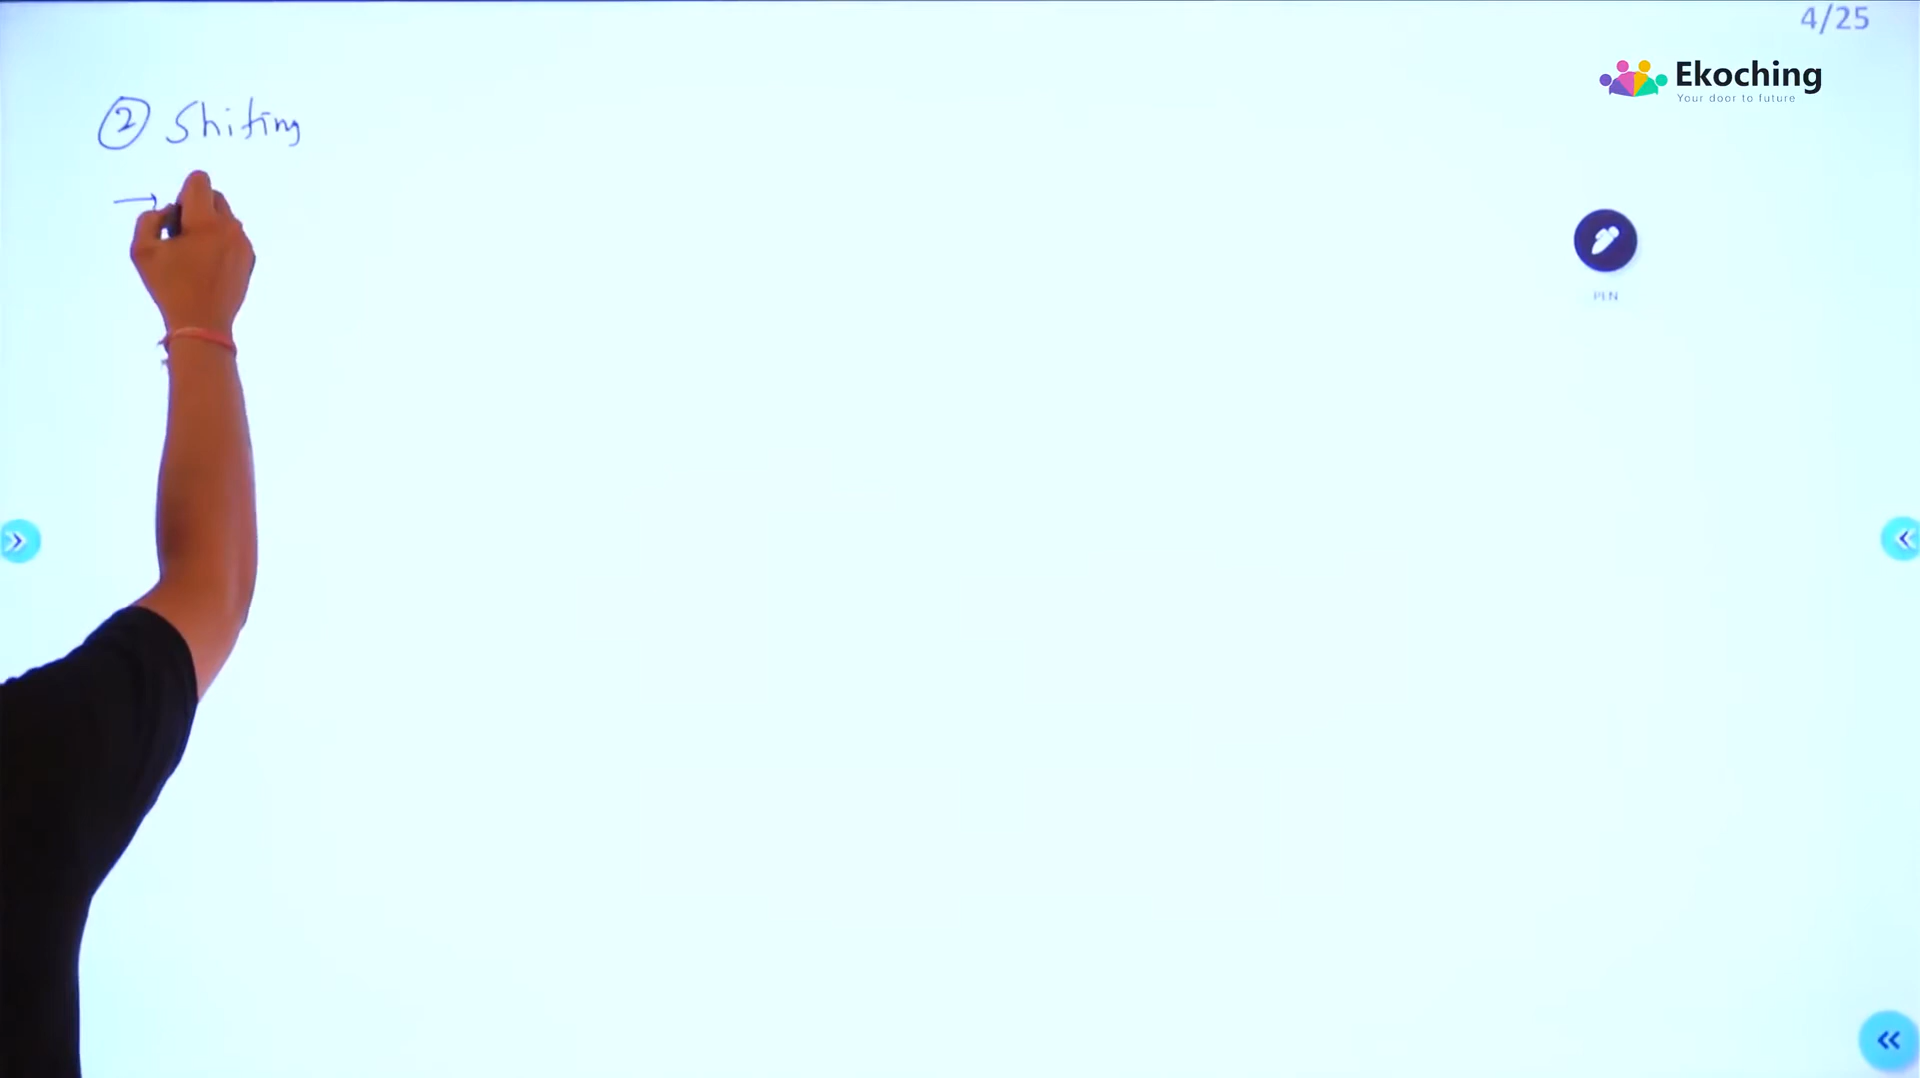 4/25
Ekoching
Your door to future
② Shifting
→
PEN